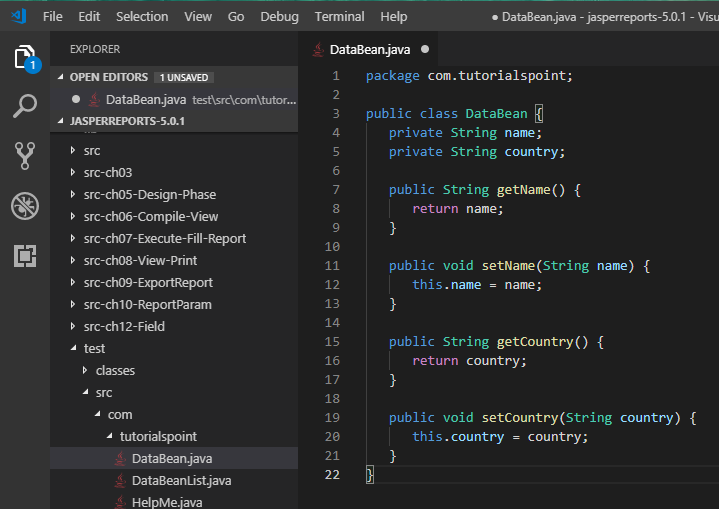 File Edit Selection View Go Debug Terminal Help ● DataBean.java - jasperreports-5.0.1 - Visu
1
EXPLORER
OPEN EDITORS 1 UNSAVED
DataBean.java test\src\com\tutor...
JASPERREPORTS-5.0.1
src
src-ch03
src-ch05-Design-Phase
src-ch06-Compile-View
src-ch07-Execute-Fill-Report
src-ch08-View-Print
src-ch09-ExportReport
src-ch10-ReportParam
src-ch12-Field
test
classes
src
com
tutorialspoint
DataBean.java
DataBeanList.java
HelpMe.java
DataBean.java
1 package com.tutorialspoint;
2
3 public class DataBean {
4 private String name;
5 private String country;
6
7 public String getName() {
8 return name;
9 }
10
11 public void setName(String name) {
12 this.name = name;
13 }
14
15 public String getCountry() {
16 return country;
17 }
18
19 public void setCountry(String country) {
20 this.country = country;
21 }
22 }